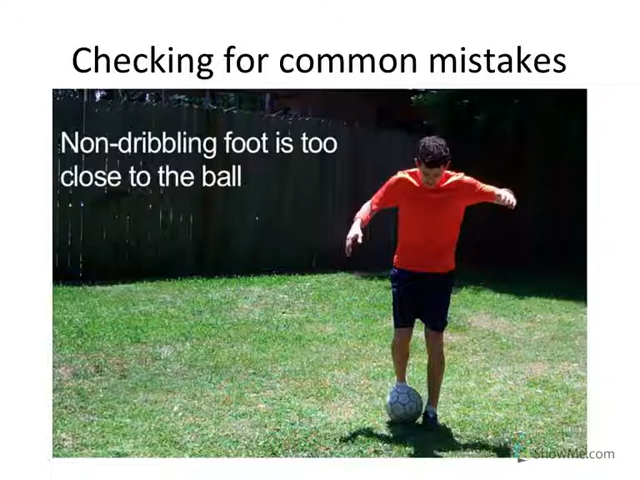 Checking for common mistakes
Non-dribbling foot is too
close to the ball
ShowMe.com